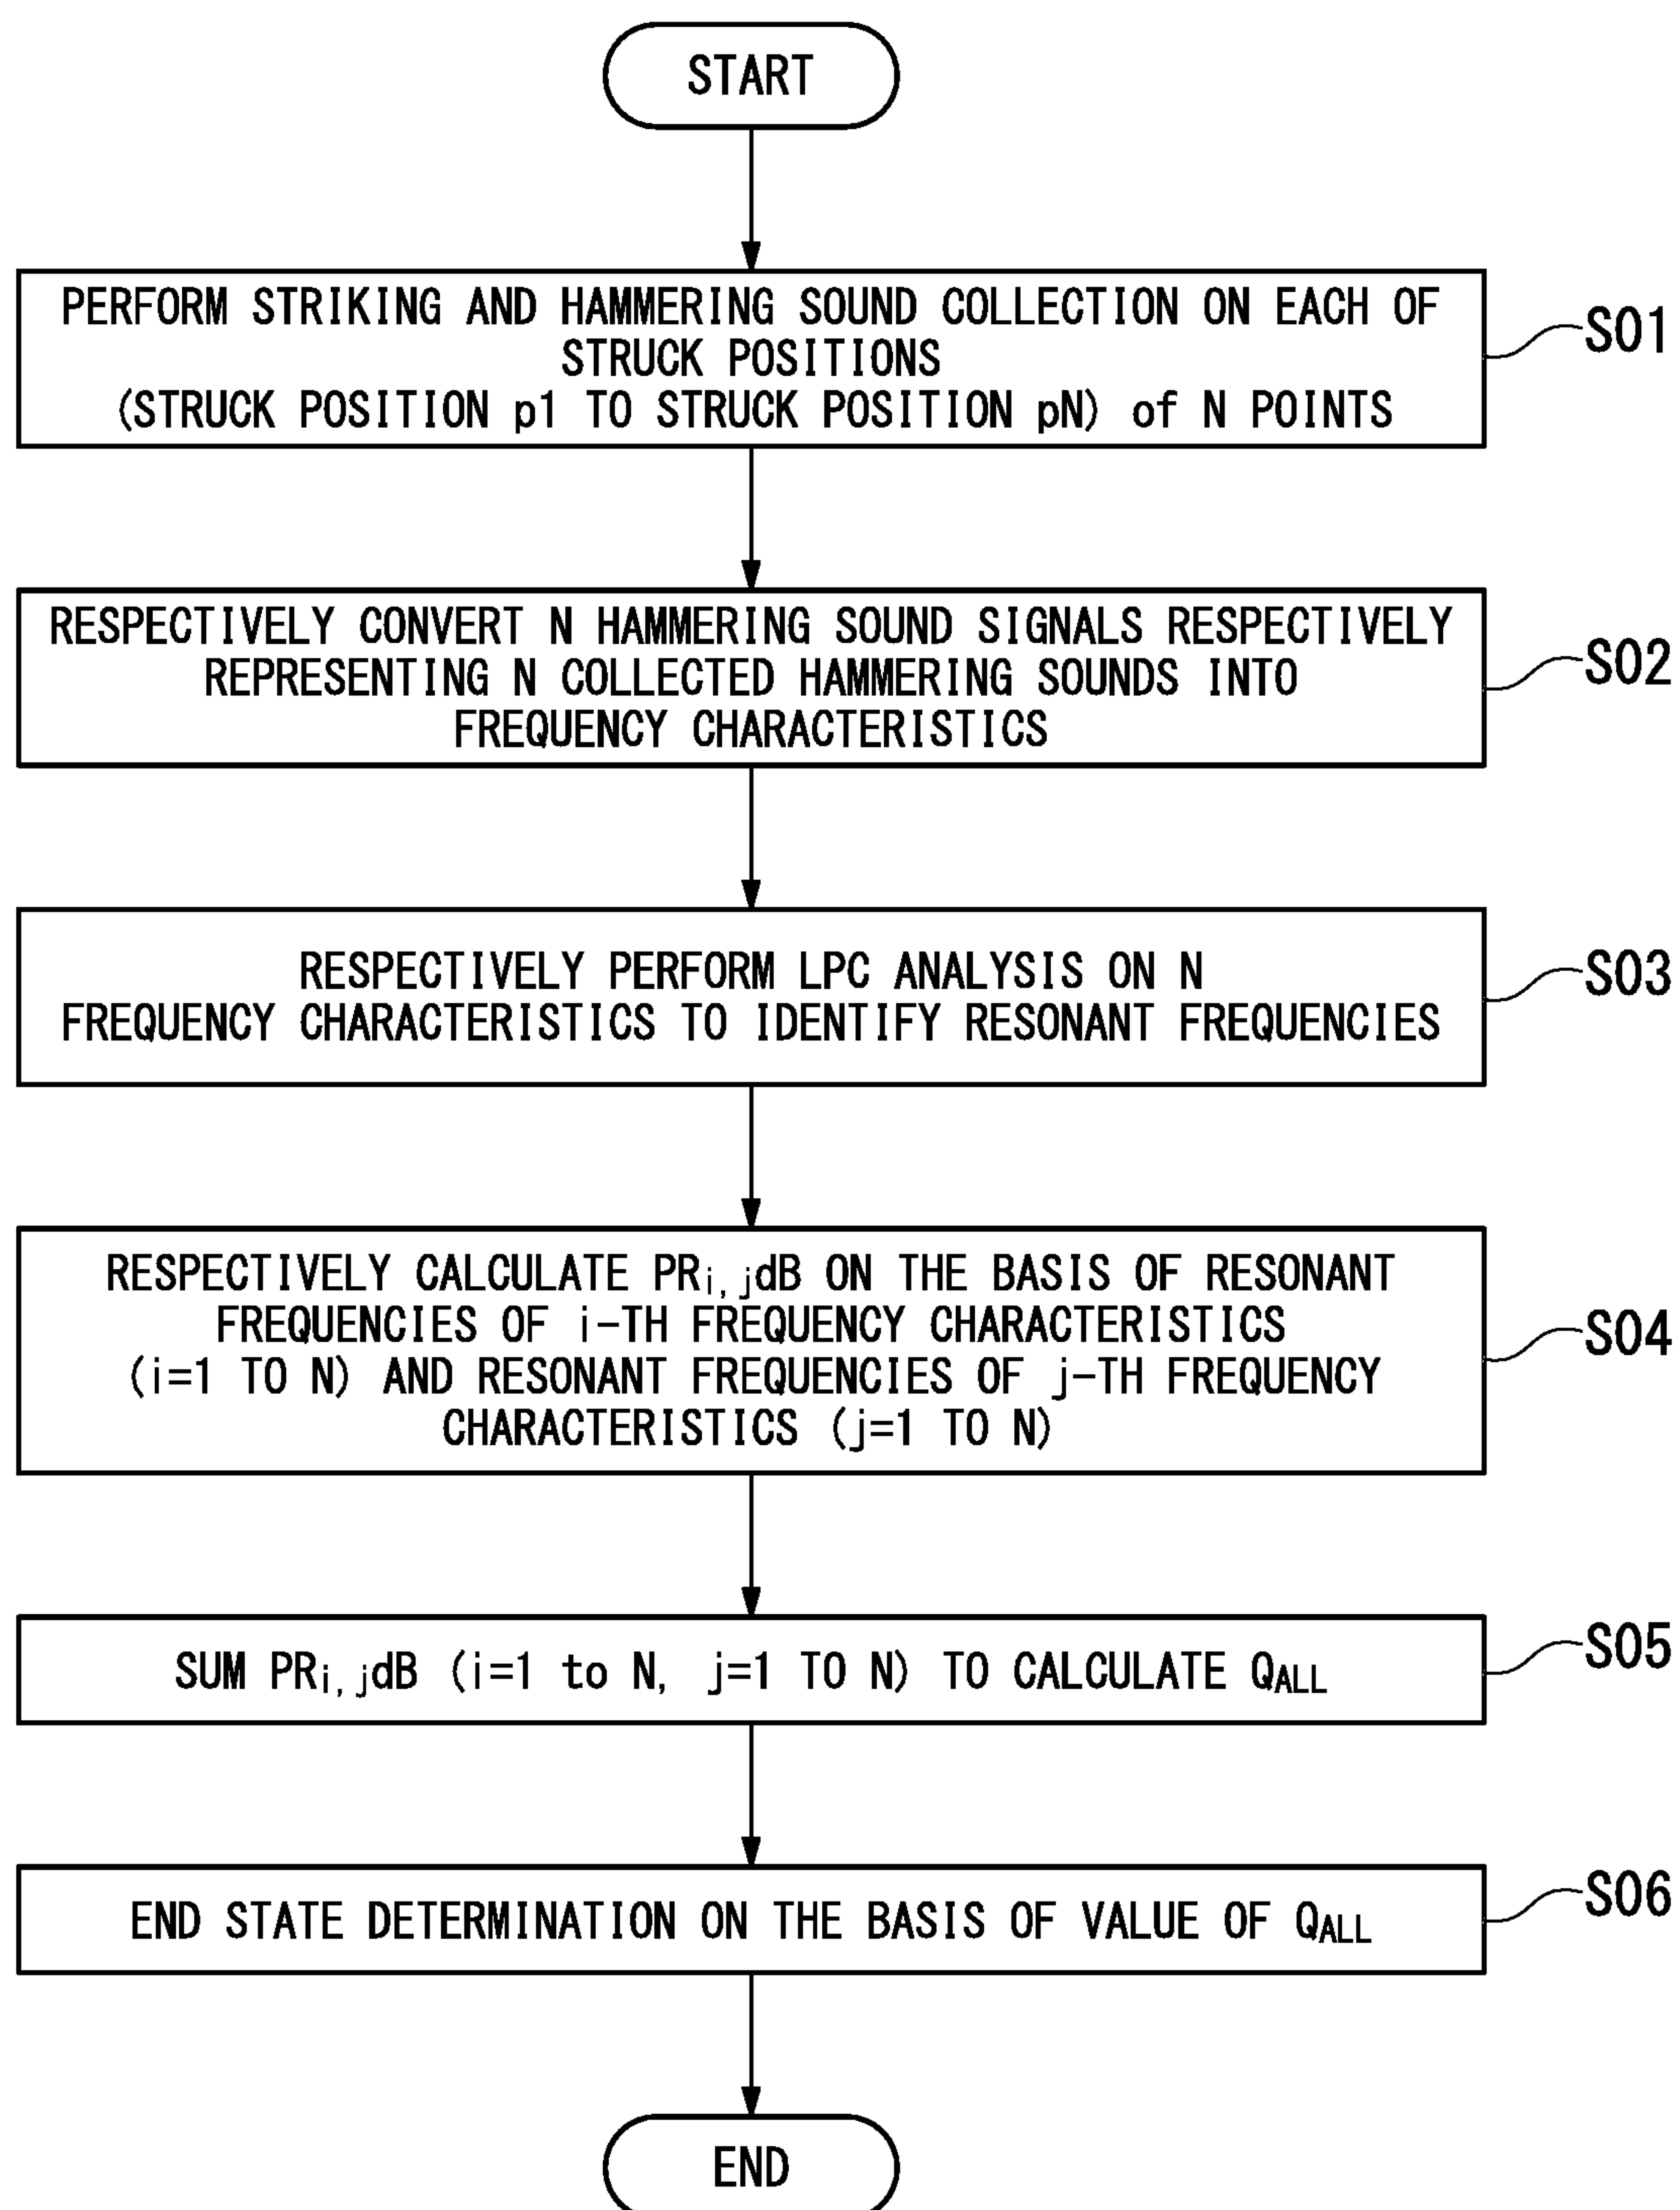 START
PERFORM STRIKING AND HAMMERING SOUND COLLECTION ON EACH OF
STRUCK POSITIONS
(STRUCK POSITION p1 TO STRUCK POSITION pN) of N POINTS
S01
RESPECTIVELY CONVERT N HAMMERING SOUND SIGNALS RESPECTIVELY
REPRESENTING N COLLECTED HAMMERING SOUNDS INTO
FREQUENCY CHARACTERISTICS
S02
RESPECTIVELY PERFORM LPC ANALYSIS ON N
FREQUENCY CHARACTERISTICS TO IDENTIFY RESONANT FREQUENCIES
S03
RESPECTIVELY CALCULATE PRi, jdB ON THE BASIS OF RESONANT
FREQUENCIES OF i-TH FREQUENCY CHARACTERISTICS
(i=1 TO N) AND RESONANT FREQUENCIES OF j-TH FREQUENCY
CHARACTERISTICS (j=1 TO N)
S04
SUM PRi, jdB (i=1 to N, j=1 TO N) TO CALCULATE QALL
S05
END STATE DETERMINATION ON THE BASIS OF VALUE OF QALL
S06
END